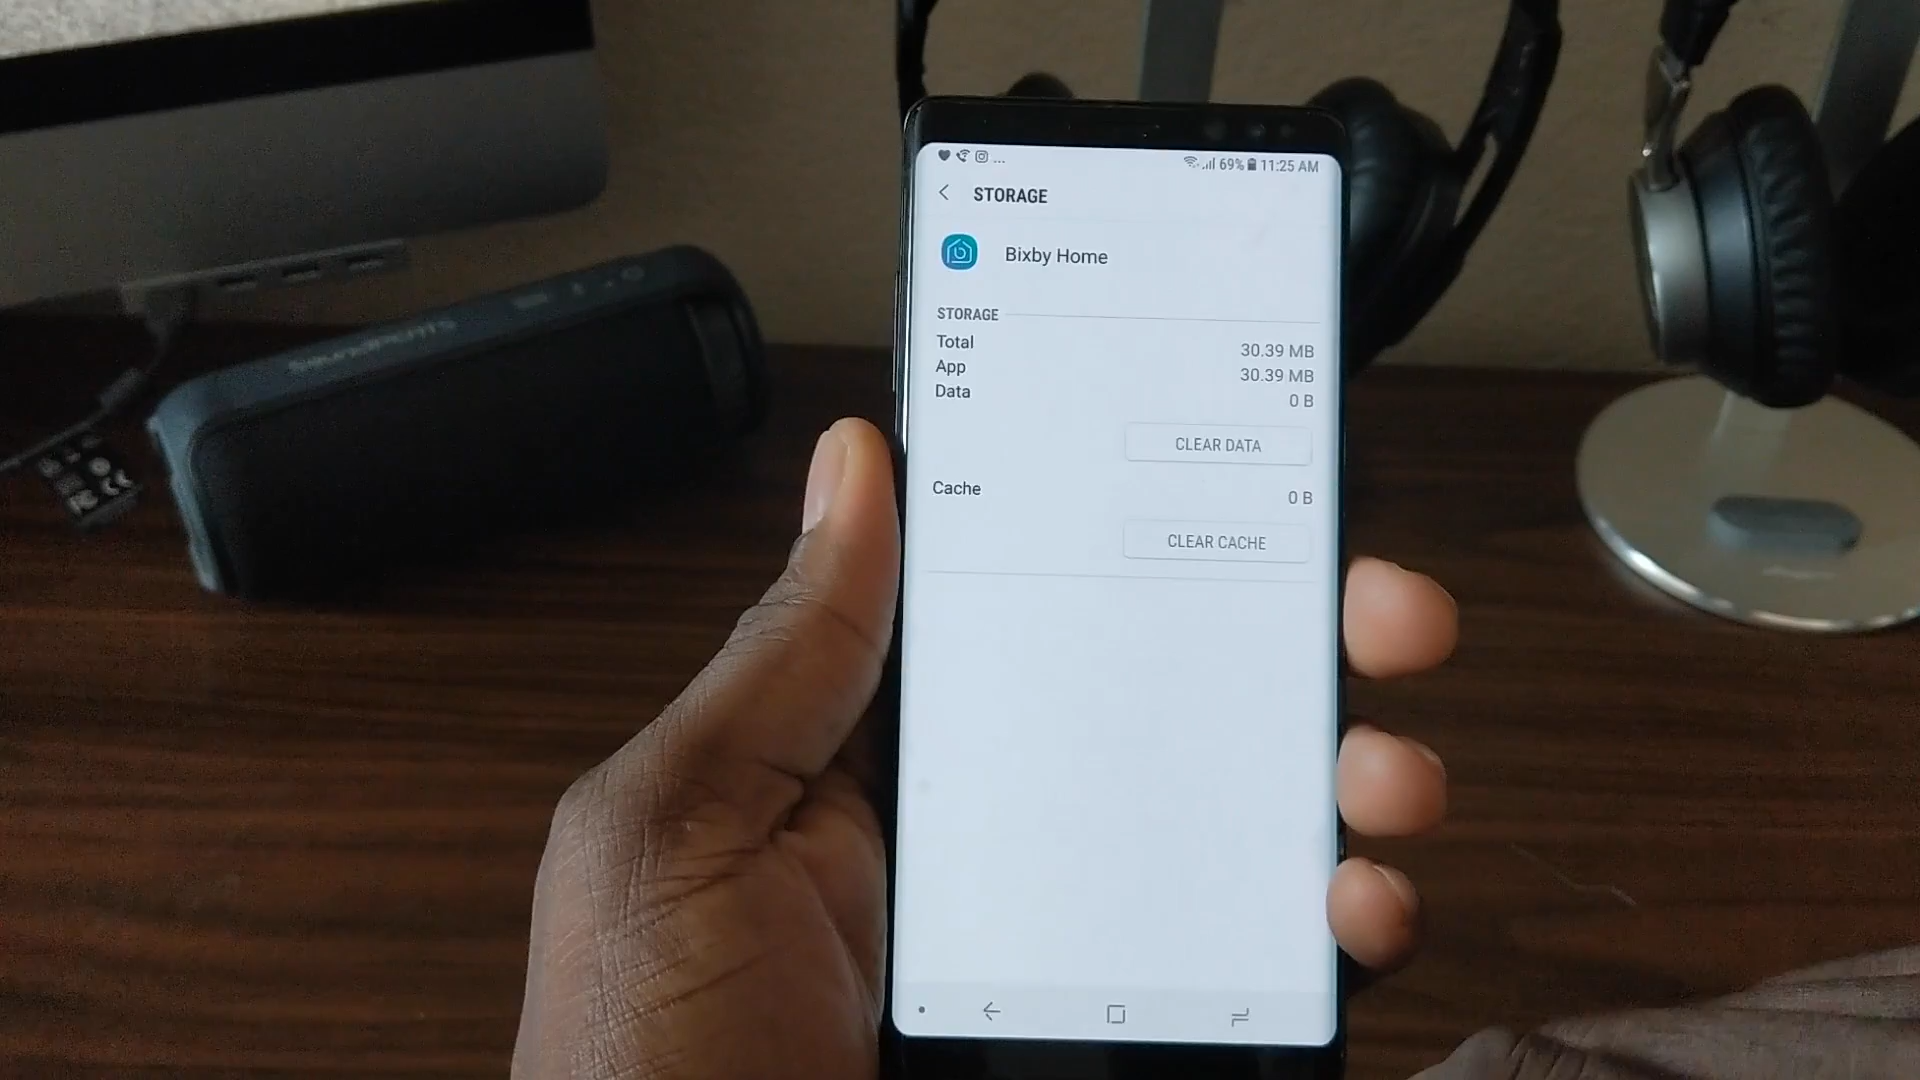 ... 69% 11:25 AM
STORAGE
Bixby Home
STORAGE
Total 30.39 MB
App 30.39 MB
Data 0 B
CLEAR DATA
Cache 0 B
CLEAR CACHE